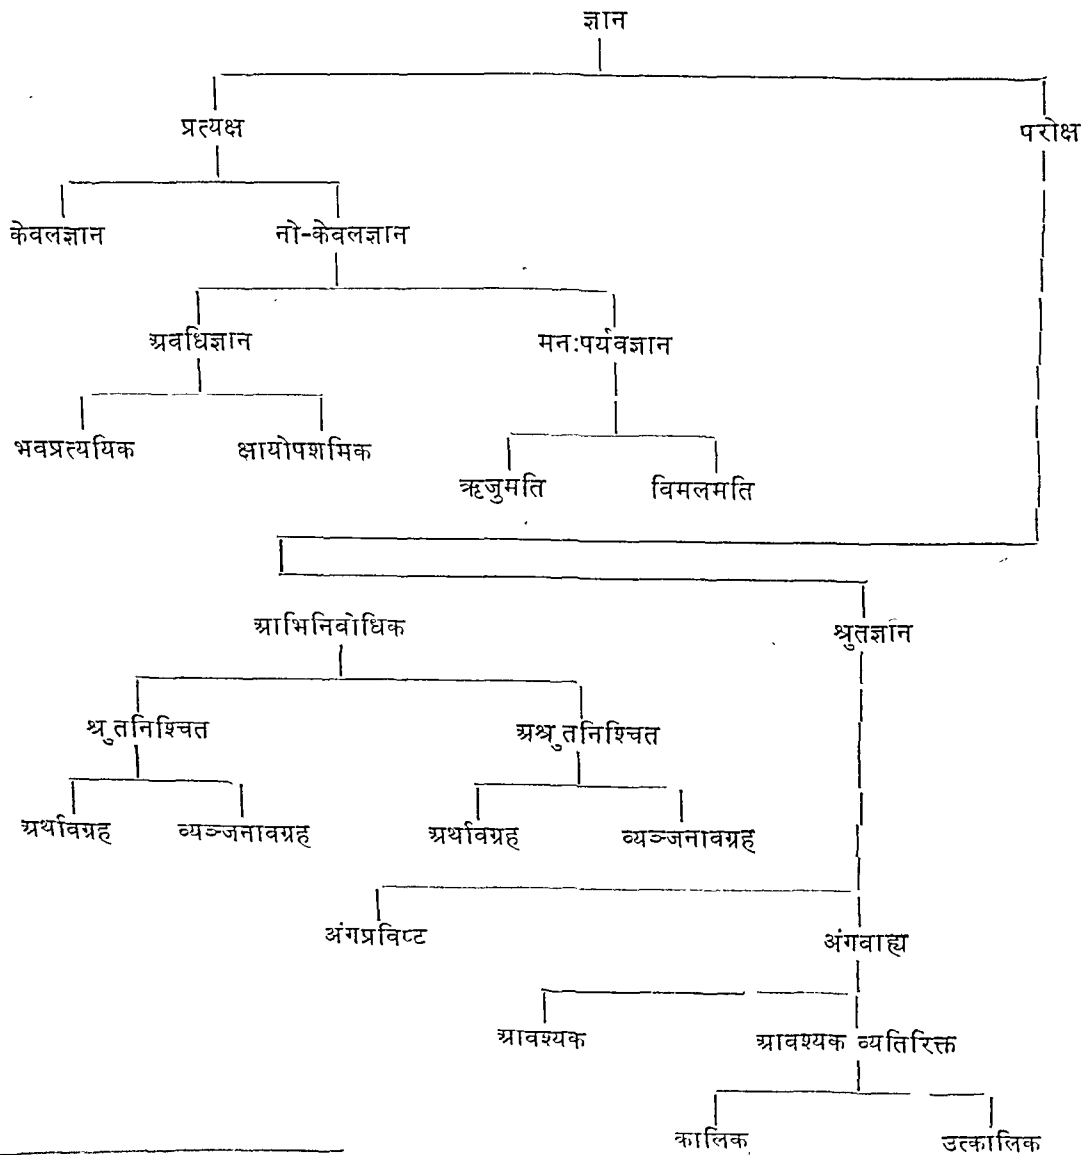 ज्ञान
प्रत्यक्ष परोक्ष
केवलज्ञान नो-केवलज्ञान
अवधिज्ञान मन:पर्यवज्ञान
भवप्रत्ययिक क्षायोपशमिक
ऋजुमति विमलमति
आभिनिवोधिक श्रुतज्ञान
श्रुतनिश्चित अश्रुतनिश्चित
अर्थावग्रह व्यञ्जनावग्रह अर्थावग्रह व्यञ्जनावग्रह
अंगप्रविष्ट अंगवाह्य
आवश्यक आवश्यक व्यतिरिक्त
कालिक उत्कालिक